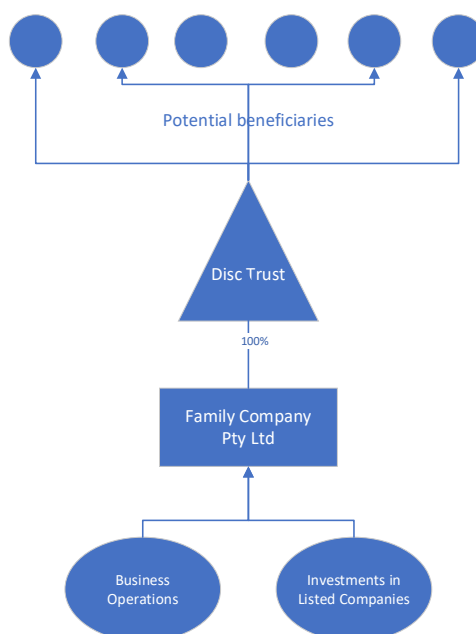 Potential beneficiaries
Disc Trust
100%
Family Company
Pty Ltd
Business
Operations
Investments in
Listed Companies